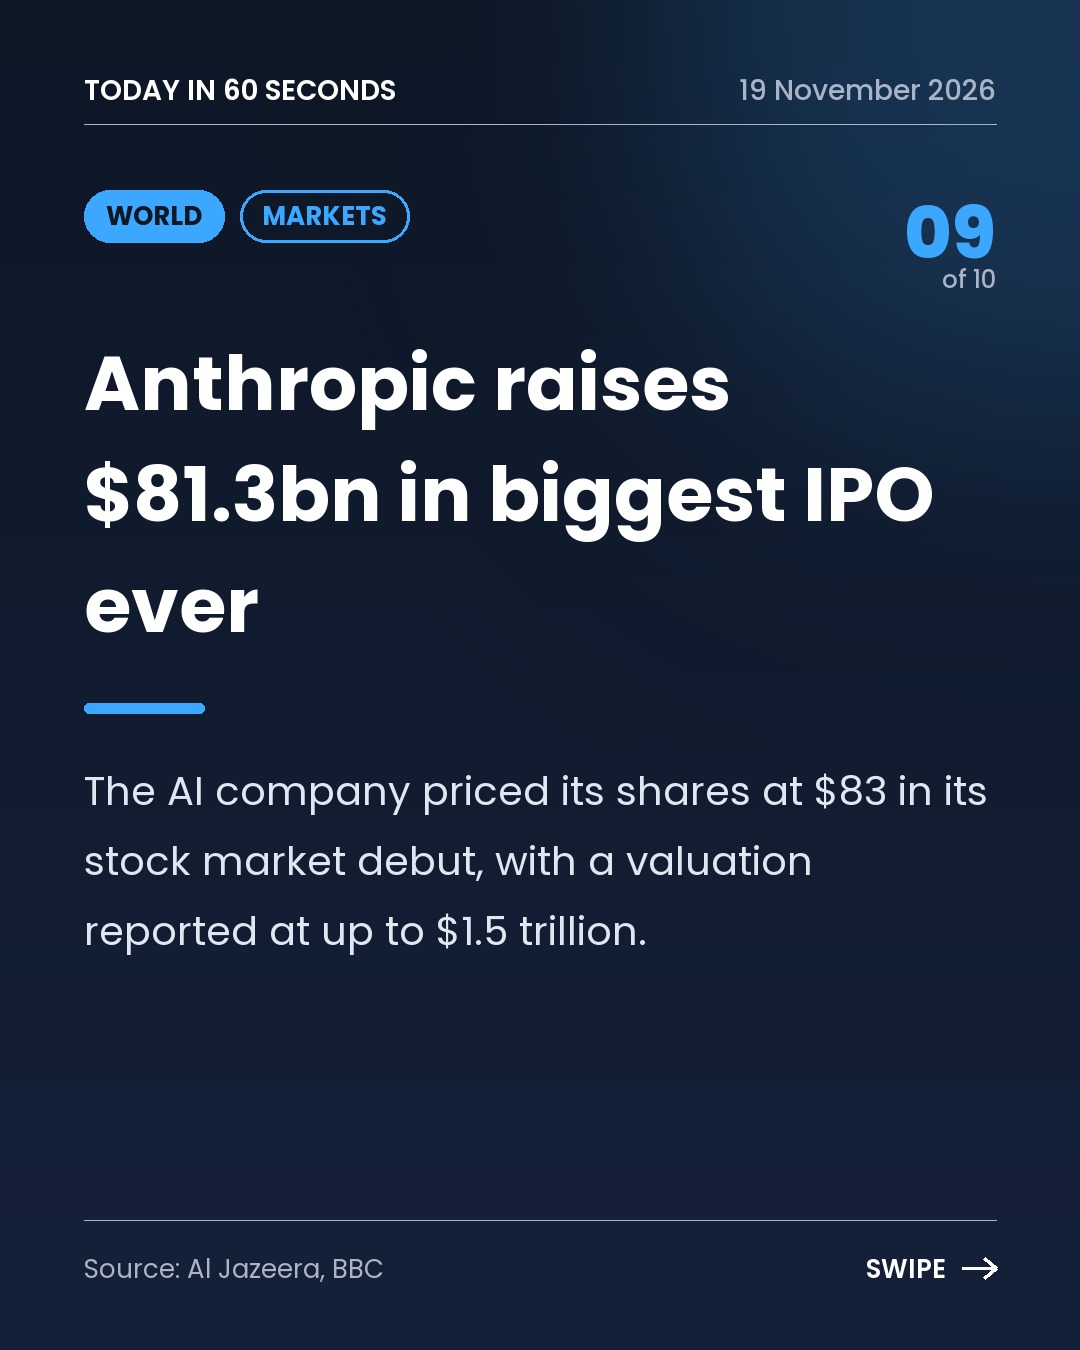 TODAY IN 60 SECONDS
19 November 2026
WORLD
MARKETS
09
of 10
Anthropic raises
$81.3bn in biggest IPO
ever
The AI company priced its shares at $83 in its
stock market debut, with a valuation
reported at up to $1.5 trillion.
Source: Al Jazeera, BBC
SWIPE